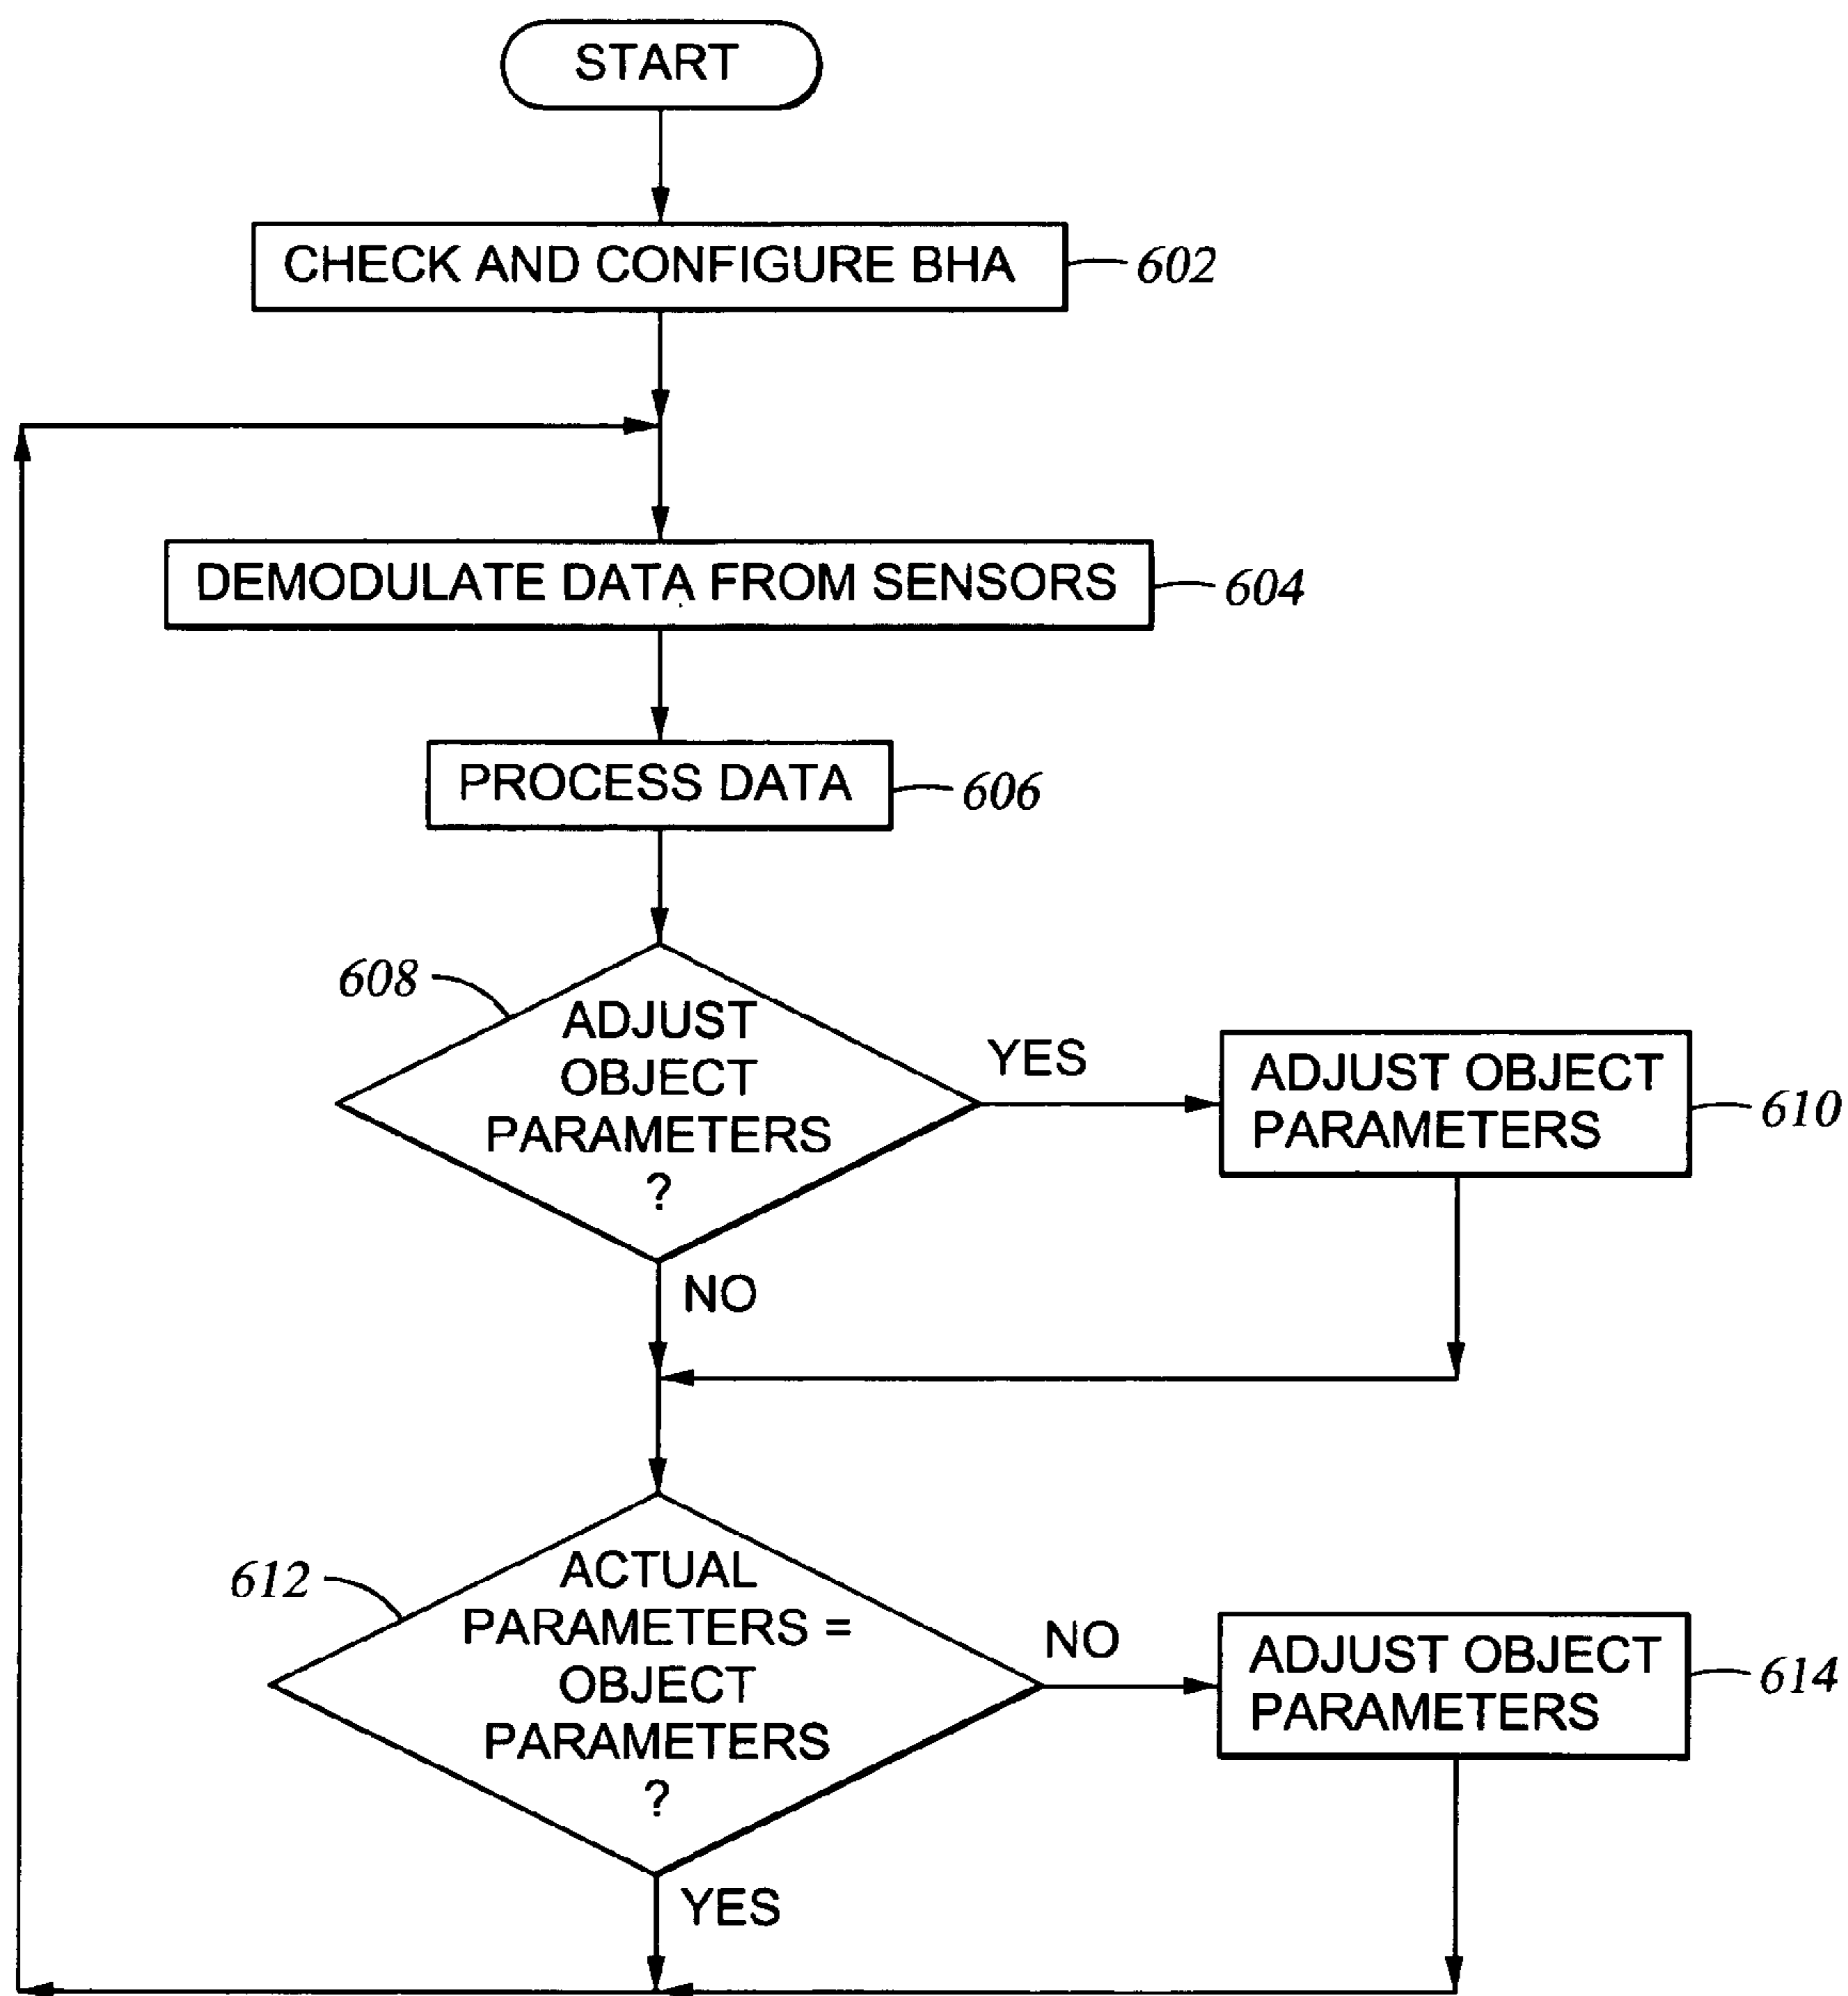 START
CHECK AND CONFIGURE BHA
602
DEMODULATE DATA FROM SENSORS
604
PROCESS DATA
606
608
ADJUST
OBJECT
PARAMETERS
?
YES
ADJUST OBJECT
PARAMETERS
610
NO
612
ACTUAL
PARAMETERS =
OBJECT
PARAMETERS
?
NO
ADJUST OBJECT
PARAMETERS
614
YES